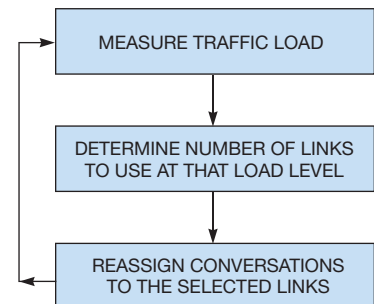 MEASURE TRAFFIC LOAD
DETERMINE NUMBER OF LINKS
TO USE AT THAT LOAD LEVEL
REASSIGN CONVERSATIONS
TO THE SELECTED LINKS